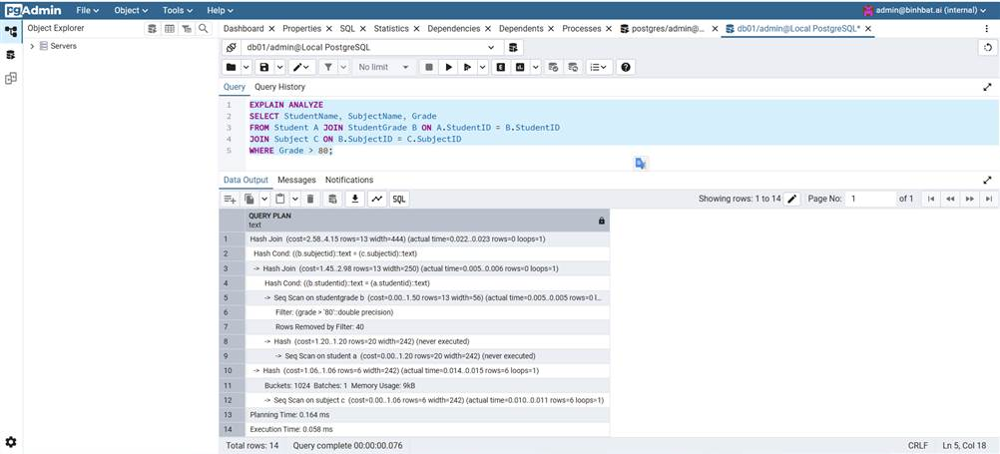 pgAdmin File Object Tools Help admin@binhbat.ai (internal)
Object Explorer Dashboard Properties SQL Statistics Dependencies Dependents Processes postgres/admin@... db01/admin@Local PostgreSQL*
Servers
db01/admin@Local PostgreSQL
No limit
Query Query History
1 EXPLAIN ANALYZE
2 SELECT StudentName, SubjectName, Grade
3 FROM Student A JOIN StudentGrade B ON A.StudentID = B.StudentID
4 JOIN Subject C ON B.SubjectID = C.SubjectID
5 WHERE Grade > 80;
Data Output Messages Notifications
SQL Showing rows: 1 to 14 Page No: 1 of 1
QUERY PLAN
text
1 Hash Join (cost=2.58..4.15 rows=13 width=444) (actual time=0.022..0.023 rows=0 loops=1)
2 Hash Cond: ((b.subjectid)::text = (c.subjectid)::text)
3 -> Hash Join (cost=1.45..2.98 rows=13 width=250) (actual time=0.005..0.006 rows=0 loops=1)
4 Hash Cond: ((b.studentid)::text = (a.studentid)::text)
5 -> Seq Scan on studentgrade b (cost=0.00..1.50 rows=13 width=56) (actual time=0.005..0.005 rows=0 l...
6 Filter: (grade > '80'::double precision)
7 Rows Removed by Filter: 40
8 -> Hash (cost=1.20..1.20 rows=20 width=242) (never executed)
9 -> Seq Scan on student a (cost=0.00..1.20 rows=20 width=242) (never executed)
10 -> Hash (cost=1.06..1.06 rows=6 width=242) (actual time=0.014..0.015 rows=6 loops=1)
11 Buckets: 1024 Batches: 1 Memory Usage: 9kB
12 -> Seq Scan on subject c (cost=0.00..1.06 rows=6 width=242) (actual time=0.010..0.011 rows=6 loops=1)
13 Planning Time: 0.164 ms
14 Execution Time: 0.058 ms
Total rows: 14 Query complete 00:00:00.076 CRLF Ln 5, Col 18